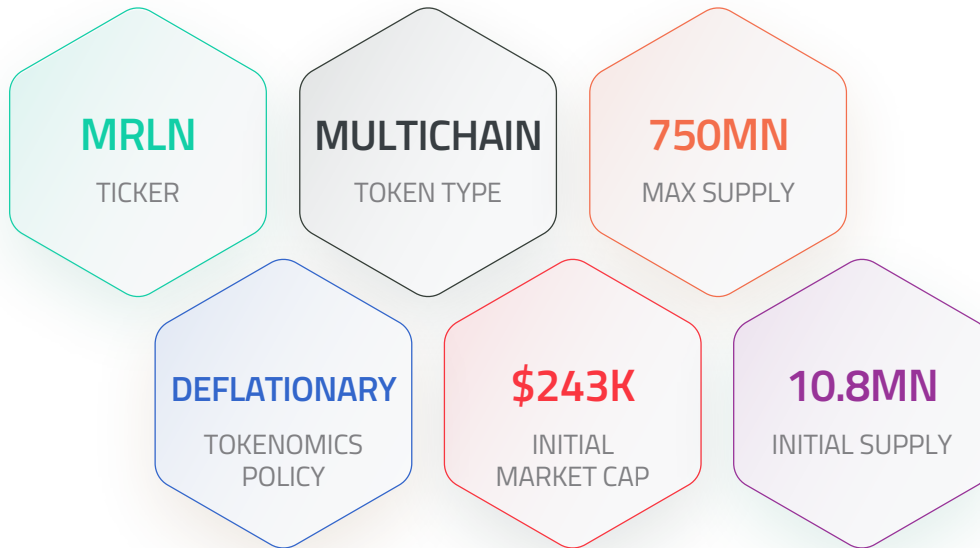 MRLN
TICKER
MULTICHAIN
TOKEN TYPE
750MN
MAX SUPPLY
DEFLATIONARY
TOKENOMICS
POLICY
$243K
INITIAL
MARKET CAP
10.8MN
INITIAL SUPPLY